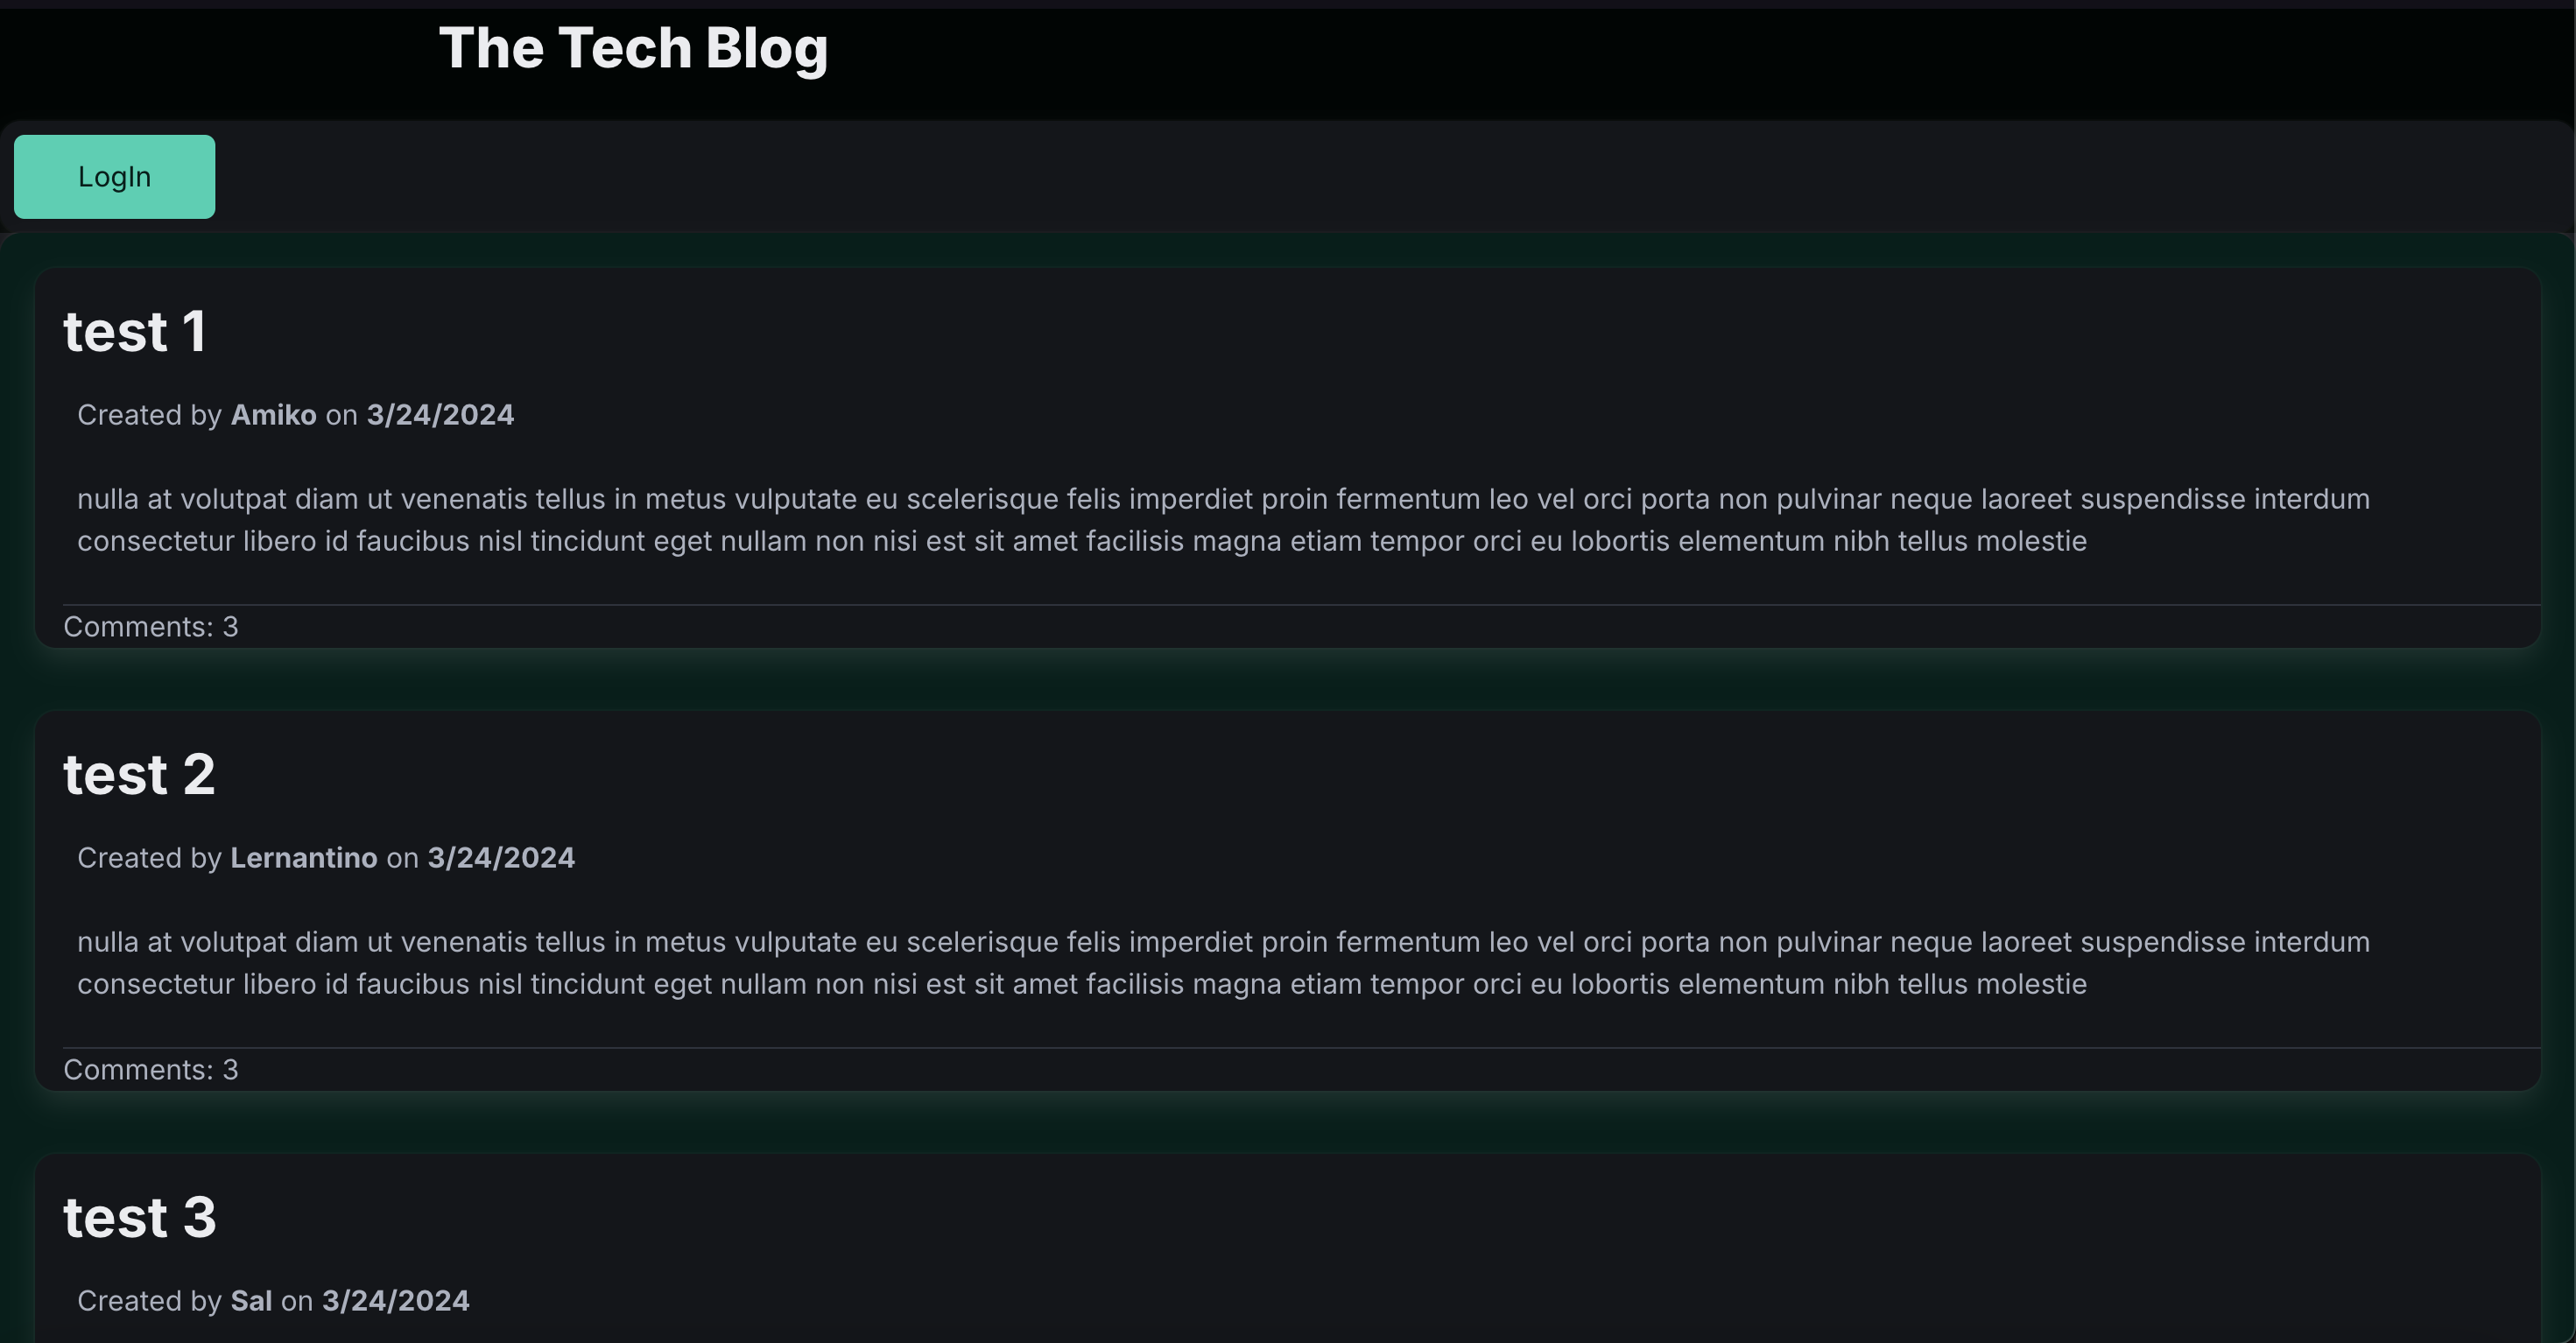 The Tech Blog
LogIn
test 1
Created by Amiko on 3/24/2024
nulla at volutpat diam ut venenatis tellus in metus vulputate eu scelerisque felis imperdiet proin fermentum leo vel orci porta non pulvinar neque laoreet suspendisse interdum
consectetur libero id faucibus nisl tincidunt eget nullam non nisi est sit amet facilisis magna etiam tempor orci eu lobortis elementum nibh tellus molestie
Comments: 3
test 2
Created by Lernantino on 3/24/2024
nulla at volutpat diam ut venenatis tellus in metus vulputate eu scelerisque felis imperdiet proin fermentum leo vel orci porta non pulvinar neque laoreet suspendisse interdum
consectetur libero id faucibus nisl tincidunt eget nullam non nisi est sit amet facilisis magna etiam tempor orci eu lobortis elementum nibh tellus molestie
Comments: 3
test 3
Created by Sal on 3/24/2024